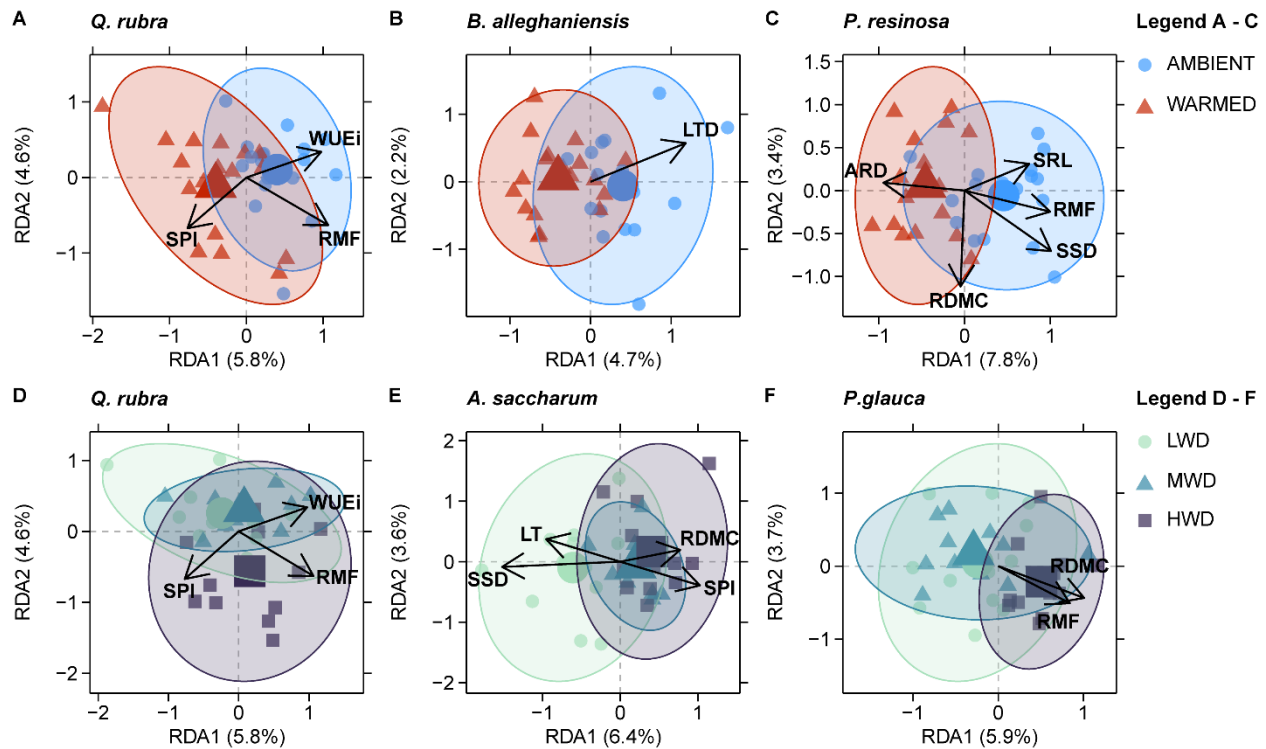 A
Q. rubra
B
B. alleghaniensis
C
P. resinosa
Legend A - C
AMBIENT
WARMED
RDA2 (4.6%)
1
0
−1
WUEi
SPI
RMF
−2
−1
0
1
RDA1 (5.8%)
RDA2 (2.2%)
1
0
−1
LTD
−1
0
1
RDA1 (4.7%)
RDA2 (3.4%)
1.5
1.0
0.5
0.0
−0.5
−1.0
ARD
SRL
RMF
SSD
RDMC
−1
0
1
RDA1 (7.8%)
D
Q. rubra
E
A. saccharum
F
P.glauca
Legend D - F
LWD
MWD
HWD
RDA2 (4.6%)
1
0
−1
−2
WUEi
SPI
RMF
−2
−1
0
1
RDA1 (5.8%)
RDA2 (3.6%)
2
1
0
−1
−2
LT
SSD
RDMC
SPI
−1
0
1
RDA1 (6.4%)
RDA2 (3.7%)
1
0
−1
RDMC
RMF
−1
0
1
RDA1 (5.9%)